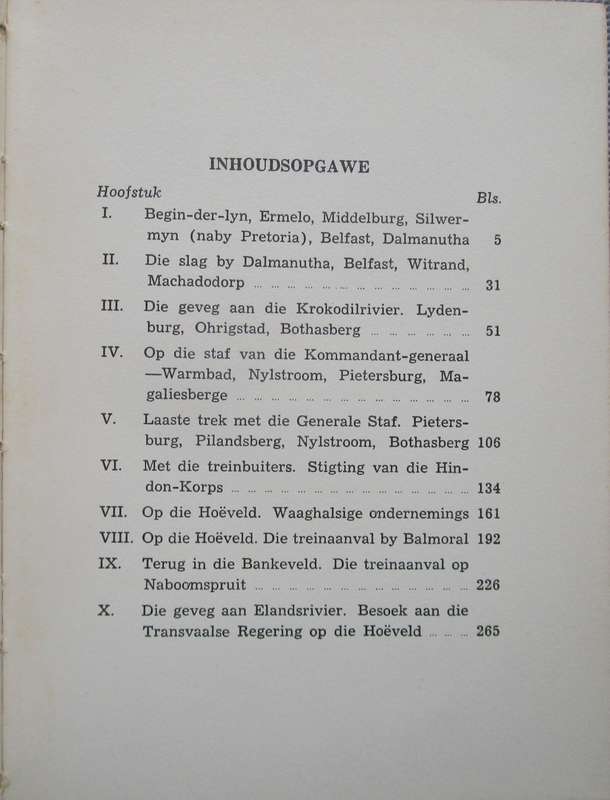 INHOUDSOPGAWE
Hoofstuk Bls.
I. Begin-der-lyn, Ermelo, Middelburg, Silwer-
myn (naby Pretoria), Belfast, Dalmanutha 5
II. Die slag by Dalmanutha, Belfast, Witrand,
Machadodorp ... ... ... ... ... ... ... ... ... ... ... ... ... 31
III. Die geveg aan die Krokodilrivier. Lyden-
burg, Ohrigstad, Bothasberg ... ... ... ... ... ... 51
IV. Op die staf van die Kommandant-generaal
—Warmbad, Nylstroom, Pietersburg, Ma-
galiesberge ... ... ... ... ... ... ... ... ... ... ... ... ... ... 78
V. Laaste trek met die Generale Staf. Pieters-
burg, Pilandsberg, Nylstroom, Bothasberg 106
VI. Met die treinbuiters. Stigting van die Hin-
don-Korps ... ... ... ... ... ... ... ... ... ... ... ... ... ... 134
VII. Op die Hoëveld. Waaghalsige ondernemings 161
VIII. Op die Hoëveld. Die treinaanval by Balmoral 192
IX. Terug in die Bankeveld. Die treinaanval op
Naboomspruit ... ... ... ... ... ... ... ... ... ... ... ... ... 226
X. Die geveg aan Elandsrivier. Besoek aan die
Transvaalse Regering op die Hoëveld ... ... ... 265